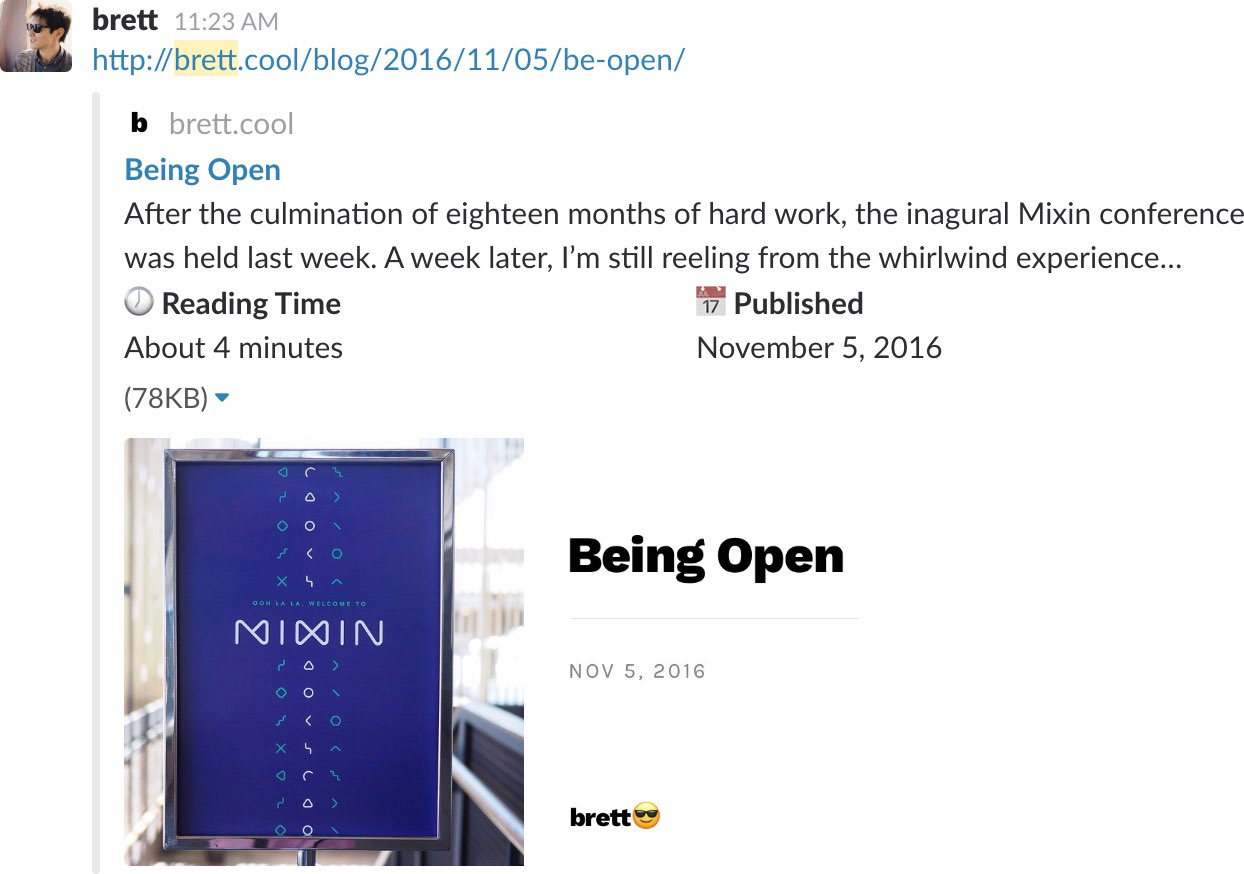 brett 11:23 AM
http://brett.cool/blog/2016/11/05/be-open/
b brett.cool
Being Open
After the culmination of eighteen months of hard work, the inagural Mixin conference
was held last week. A week later, I’m still reeling from the whirlwind experience...
🕖 Reading Time
📅 Published
About 4 minutes
November 5, 2016
(78KB)
OOH LA LA, WELCOME TO
MIXIN
Being Open
NOV 5, 2016
brett😎